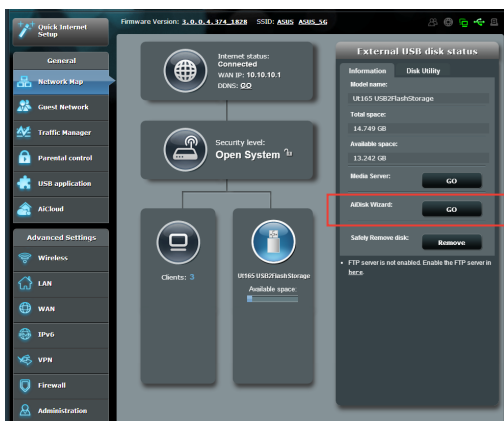 Quick Internet
Setup
Firmware Version: 3.0.0.4.374_1828 SSID: ASUS ASUS_5G
General
Network Map
Guest Network
Traffic Manager
Parental control
USB application
AiCloud
Advanced Settings
Wireless
LAN
WAN
IPv6
VPN
Firewall
Administration
Internet status:
Connected
WAN IP: 10.10.10.1
DDNS: GO
Security level:
Open System
Clients: 3
Ut165 USB2FlashStorage
Available space:
External USB disk status
Information Disk Utility
Model name:
Ut165 USB2FlashStorage
Total space:
14.749 GB
Available space:
13.242 GB
Media Server: GO
AiDisk Wizard: GO
Safely Remove disk: Remove
FTP server is not enabled. Enable the FTP server in
here.